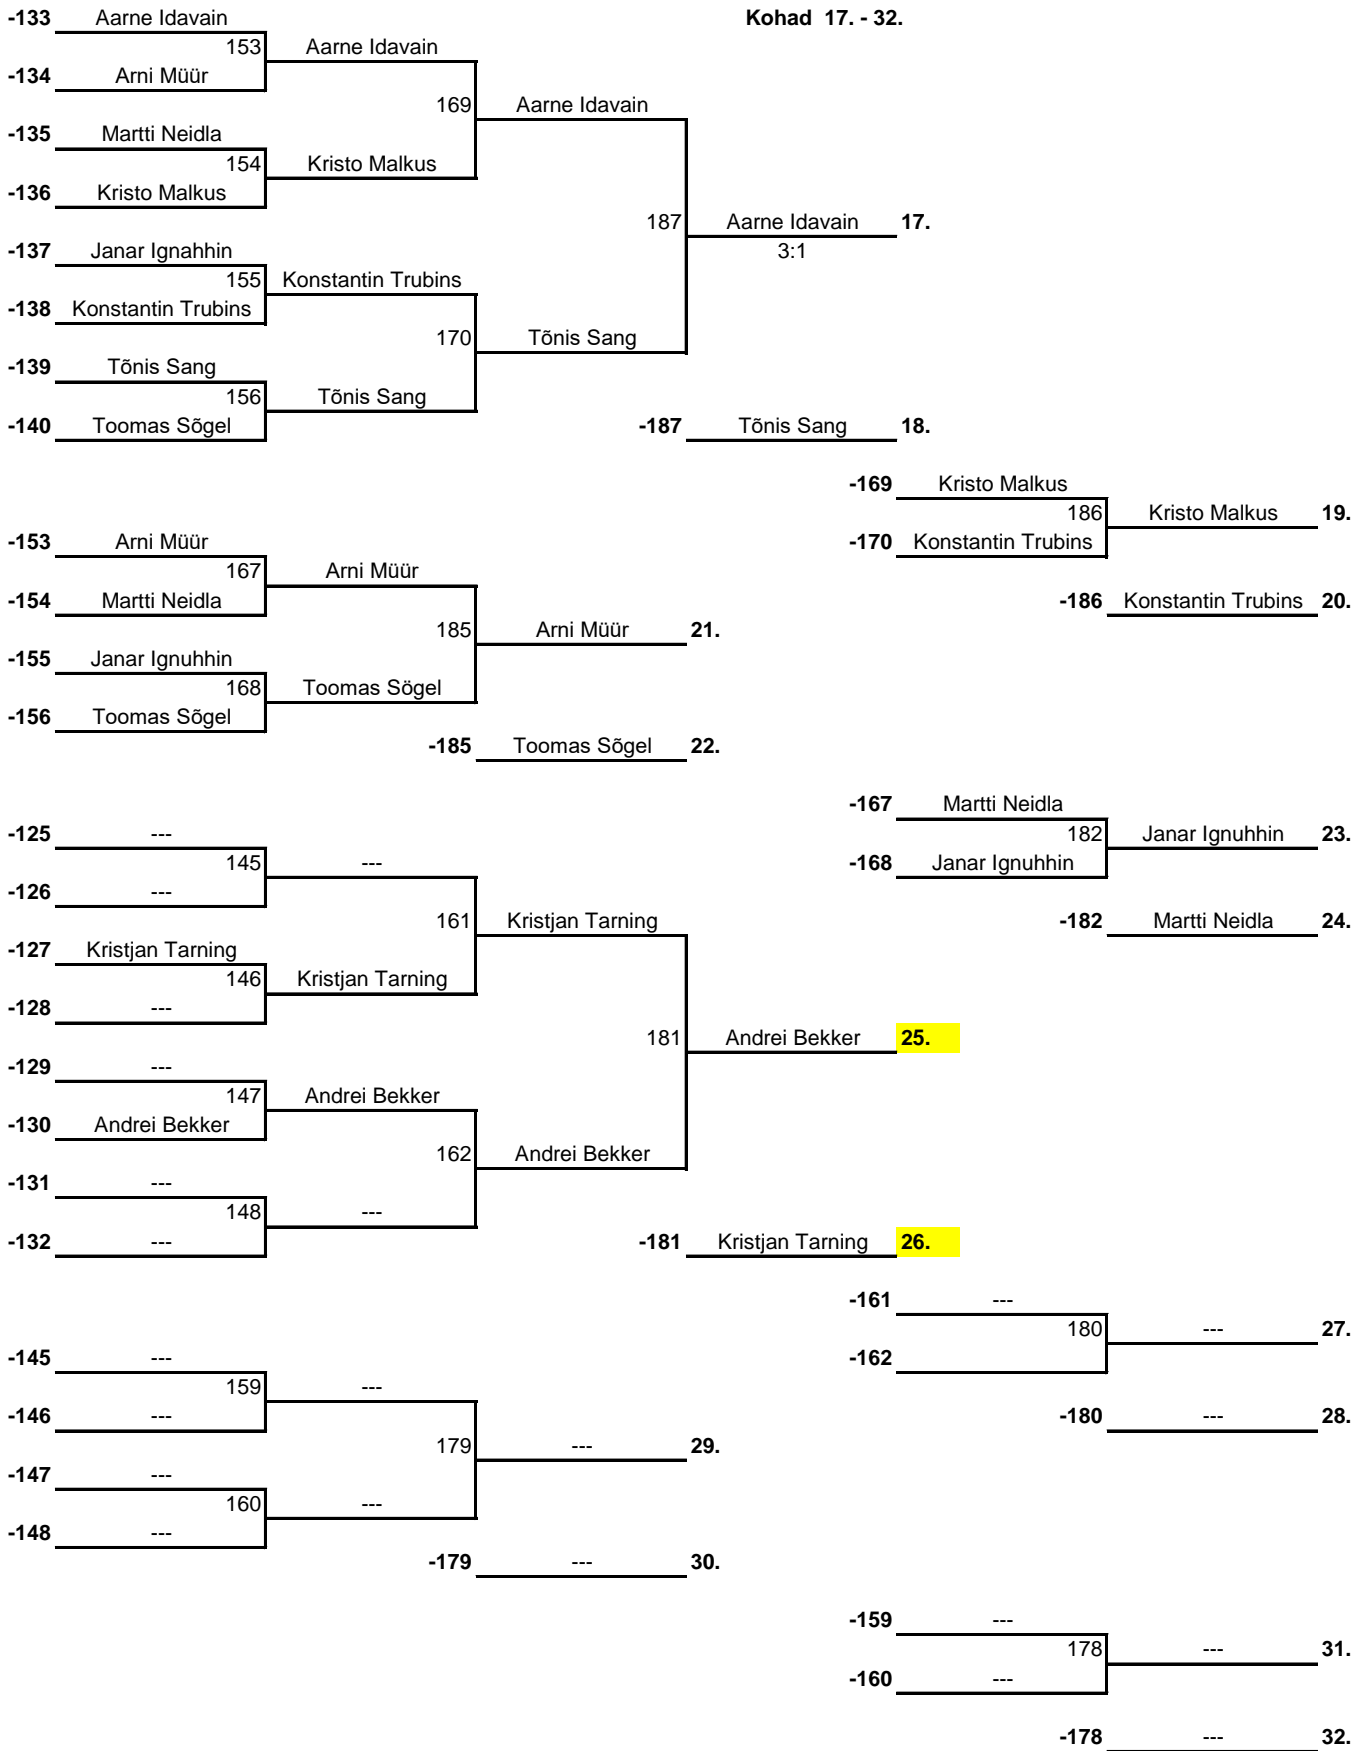 -133 Aarne Idavain Kohad 17. - 32.
153 Aarne Idavain
-134 Arni Müür
169 Aarne Idavain
-135 Martti Neidla
154 Kristo Malkus
-136 Kristo Malkus
187 Aarne Idavain 17.
-137 Janar Ignahhin 3:1
155 Konstantin Trubins
-138 Konstantin Trubins
170 Tõnis Sang
-139 Tõnis Sang
156 Tõnis Sang
-140 Toomas Sõgel -187 Tõnis Sang 18.
-169 Kristo Malkus
186 Kristo Malkus 19.
-153 Arni Müür -170 Konstantin Trubins
167 Arni Müür
-154 Martti Neidla -186 Konstantin Trubins 20.
185 Arni Müür 21.
-155 Janar Ignuhhin
168 Toomas Sögel
-156 Toomas Sõgel
-185 Toomas Sõgel 22.
-167 Martti Neidla
-125 --- 182 Janar Ignuhhin 23.
145 --- -168 Janar Ignuhhin
-126 ---
161 Kristjan Tarning -182 Martti Neidla 24.
-127 Kristjan Tarning
146 Kristjan Tarning
-128 ---
181 Andrei Bekker 25.
-129 ---
147 Andrei Bekker
-130 Andrei Bekker
162 Andrei Bekker
-131 ---
148 ---
-132 --- -181 Kristjan Tarning 26.
-161 ---
180 --- 27.
-145 --- -162
159 ---
-146 --- -180 --- 28.
179 --- 29.
-147 ---
160 ---
-148 ---
-179 --- 30.
-159 ---
178 --- 31.
-160 ---
-178 --- 32.